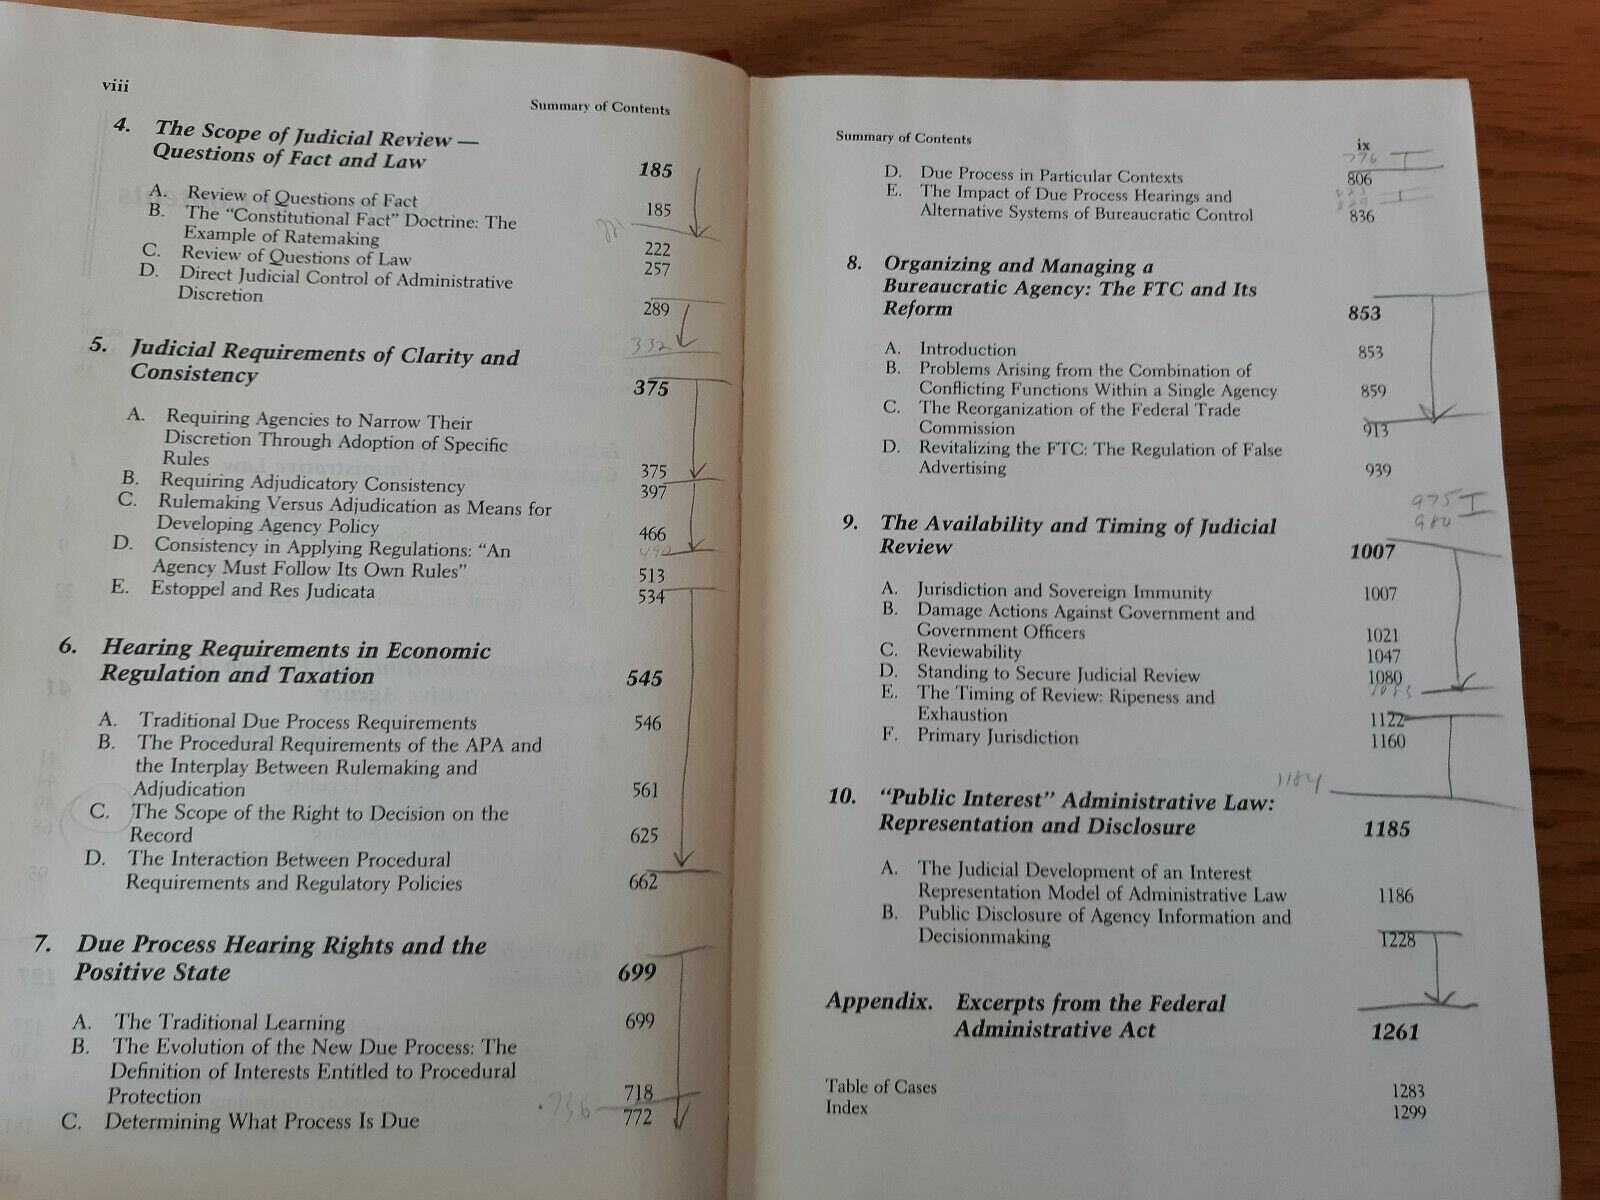 viii
Summary of Contents
4. The Scope of Judicial Review —
Questions of Fact and Law 185
A. Review of Questions of Fact 185
B. The “Constitutional Fact” Doctrine: The
Example of Ratemaking 222
C. Review of Questions of Law 257
D. Direct Judicial Control of Administrative
Discretion 289
332
5. Judicial Requirements of Clarity and
Consistency 375
A. Requiring Agencies to Narrow Their
Discretion Through Adoption of Specific
Rules 375
B. Requiring Adjudicatory Consistency 397
C. Rulemaking Versus Adjudication as Means for
Developing Agency Policy 466
D. Consistency in Applying Regulations: “An
Agency Must Follow Its Own Rules” 513
E. Estoppel and Res Judicata 534
6. Hearing Requirements in Economic
Regulation and Taxation 545
A. Traditional Due Process Requirements 546
B. The Procedural Requirements of the APA and
the Interplay Between Rulemaking and
Adjudication 561
C. The Scope of the Right to Decision on the
Record 625
D. The Interaction Between Procedural
Requirements and Regulatory Policies 662
7. Due Process Hearing Rights and the
Positive State 699
A. The Traditional Learning 699
B. The Evolution of the New Due Process: The
Definition of Interests Entitled to Procedural
Protection 718
736
C. Determining What Process Is Due 772
Summary of Contents ix
776
D. Due Process in Particular Contexts 806
E. The Impact of Due Process Hearings and
Alternative Systems of Bureaucratic Control 836
8. Organizing and Managing a
Bureaucratic Agency: The FTC and Its
Reform 853
A. Introduction 853
B. Problems Arising from the Combination of
Conflicting Functions Within a Single Agency 859
C. The Reorganization of the Federal Trade
Commission 913
D. Revitalizing the FTC: The Regulation of False
Advertising 939
975
980
9. The Availability and Timing of Judicial
Review 1007
A. Jurisdiction and Sovereign Immunity 1007
B. Damage Actions Against Government and
Government Officers 1021
C. Reviewability 1047
D. Standing to Secure Judicial Review 1080
E. The Timing of Review: Ripeness and
Exhaustion 1122
F. Primary Jurisdiction 1160
1184
10. “Public Interest” Administrative Law:
Representation and Disclosure 1185
A. The Judicial Development of an Interest
Representation Model of Administrative Law 1186
B. Public Disclosure of Agency Information and
Decisionmaking 1228
Appendix. Excerpts from the Federal
Administrative Act 1261
Table of Cases 1283
Index 1299